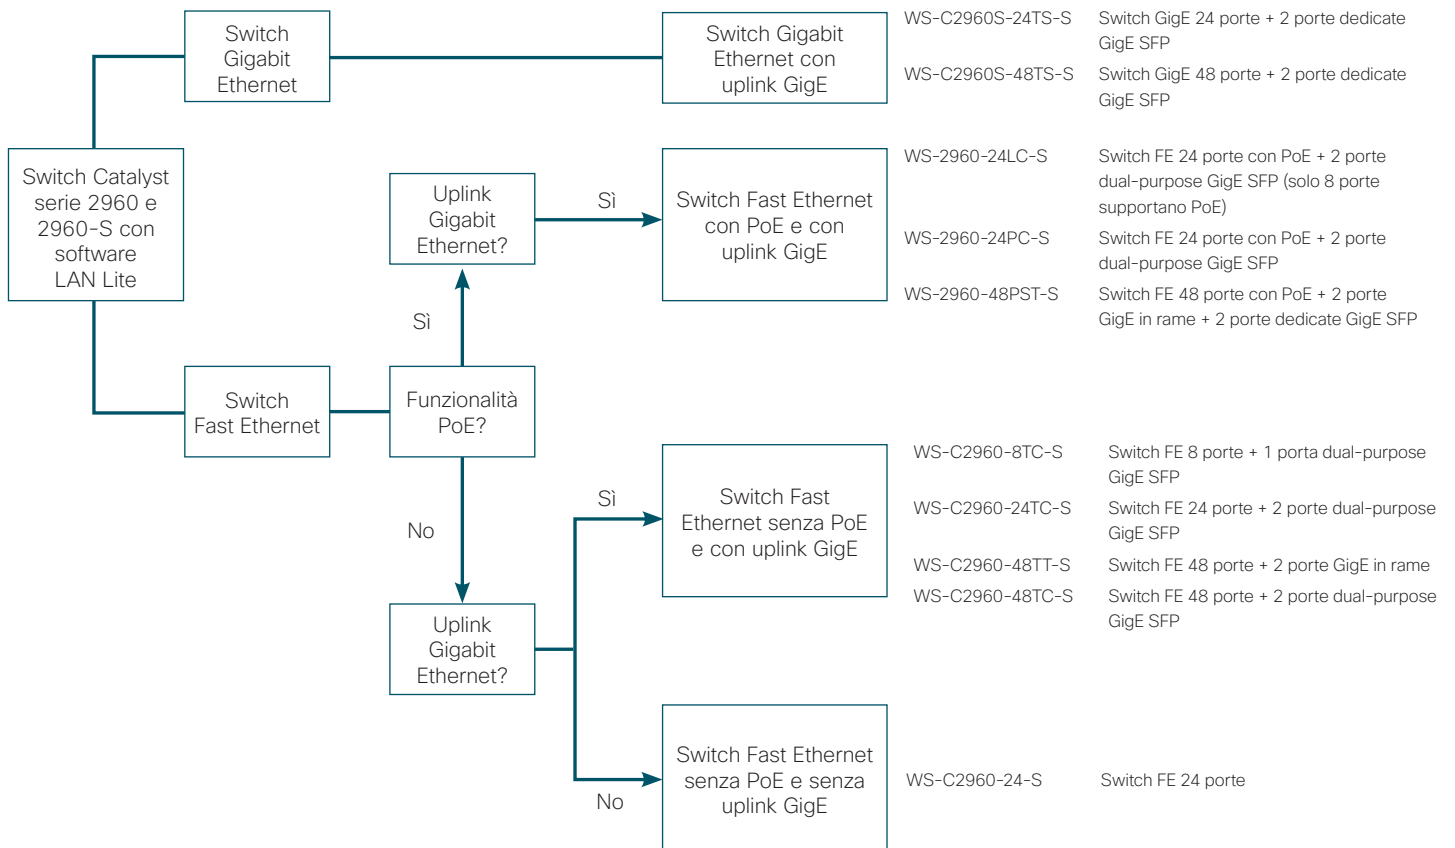 Switch
Gigabit
Ethernet
Switch Gigabit
Ethernet con
uplink GigE
WS-C2960S-24TS-S Switch GigE 24 porte + 2 porte dedicate
GigE SFP
WS-C2960S-48TS-S Switch GigE 48 porte + 2 porte dedicate
GigE SFP
Switch Catalyst
serie 2960 e
2960-S con
software
LAN Lite
Uplink
Gigabit
Ethernet?
Sì
Switch Fast Ethernet
con PoE e con
uplink GigE
WS-2960-24LC-S Switch FE 24 porte con PoE + 2 porte
dual-purpose GigE SFP (solo 8 porte
supportano PoE)
WS-2960-24PC-S Switch FE 24 porte con PoE + 2 porte
dual-purpose GigE SFP
WS-2960-48PST-S Switch FE 48 porte con PoE + 2 porte
GigE in rame + 2 porte dedicate GigE SFP
Sì
Switch
Fast Ethernet
Funzionalità
PoE?
No
Sì
Switch Fast
Ethernet senza PoE
e con uplink GigE
WS-C2960-8TC-S Switch FE 8 porte + 1 porta dual-purpose
GigE SFP
WS-C2960-24TC-S Switch FE 24 porte + 2 porte dual-purpose
GigE SFP
WS-C2960-48TT-S Switch FE 48 porte + 2 porte GigE in rame
WS-C2960-48TC-S Switch FE 48 porte + 2 porte dual-purpose
GigE SFP
Uplink
Gigabit
Ethernet?
No
Switch Fast Ethernet
senza PoE e senza
uplink GigE
WS-C2960-24-S Switch FE 24 porte